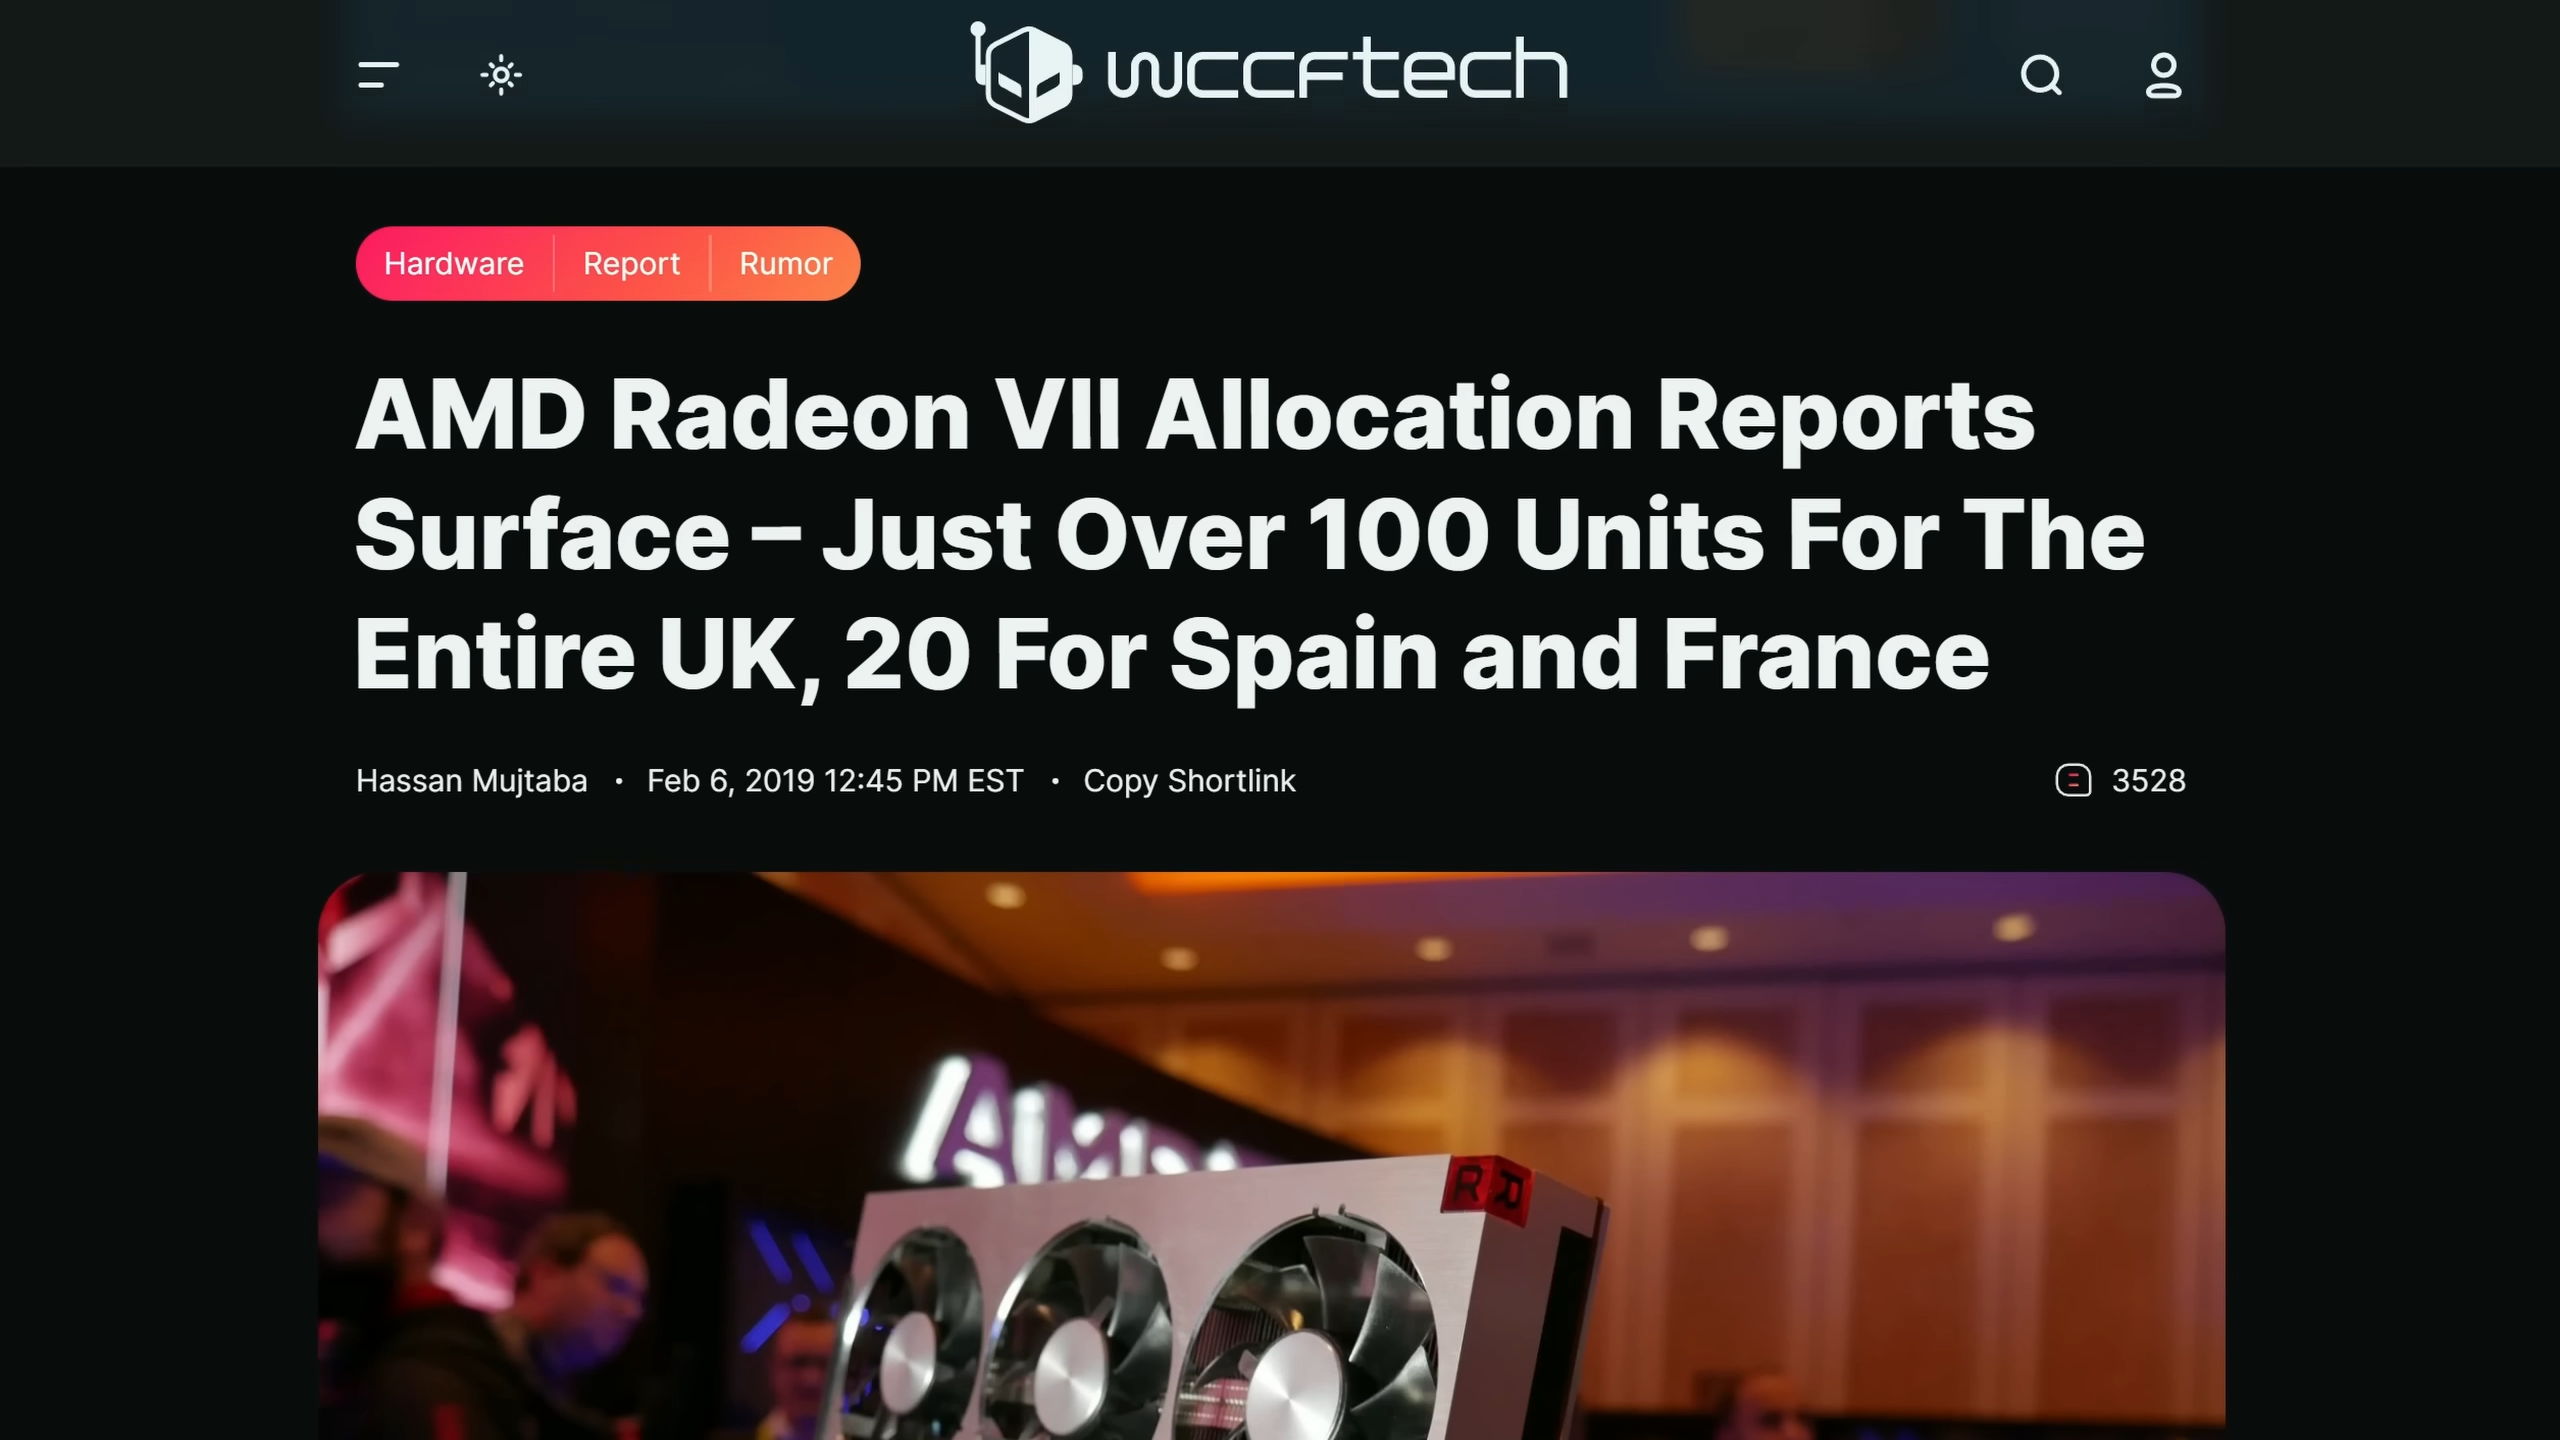 wccftech
Hardware Report Rumor
AMD Radeon VII Allocation Reports
Surface – Just Over 100 Units For The
Entire UK, 20 For Spain and France
Hassan Mujtaba • Feb 6, 2019 12:45 PM EST • Copy Shortlink 3528
AMD
R R